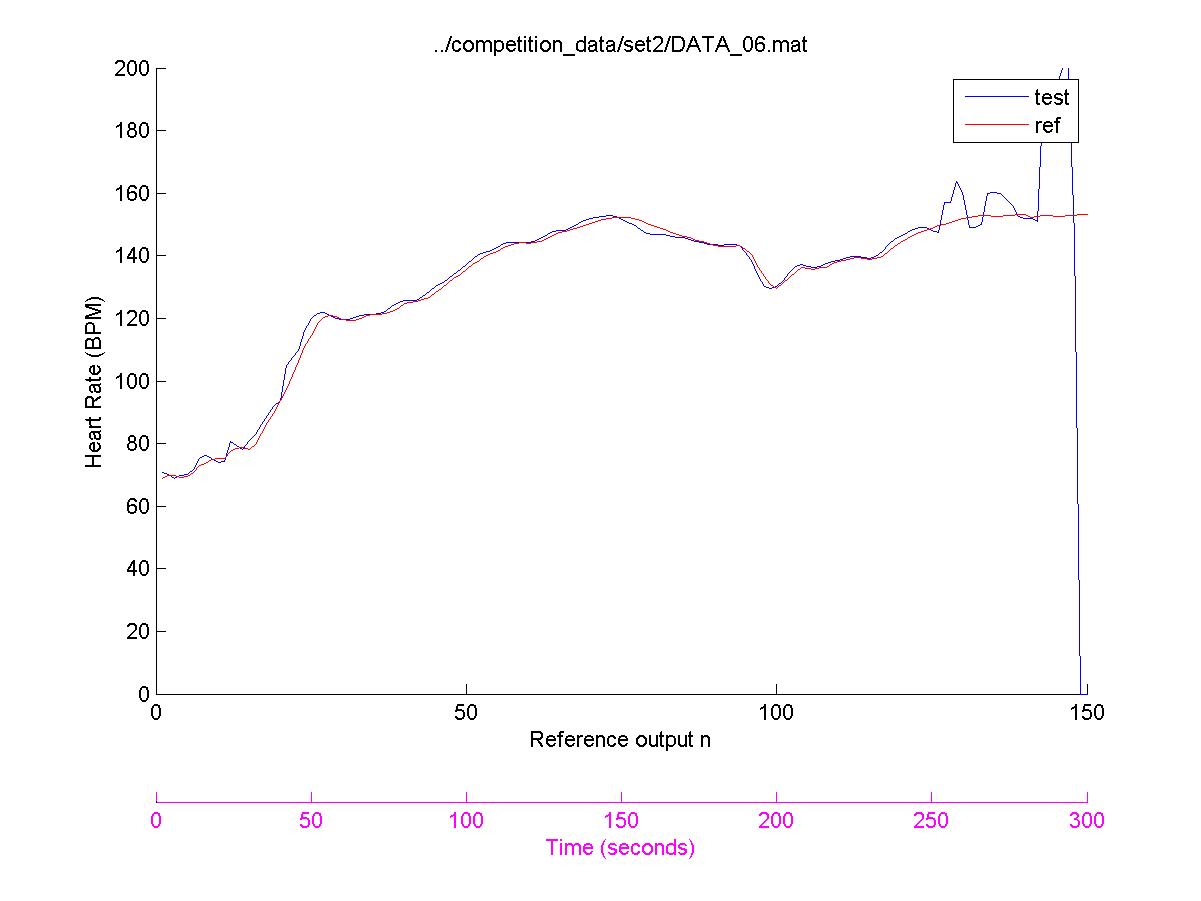 ../competition_data/set2/DATA_06.mat
200
180
160
140
120
100
80
60
40
20
0
Heart Rate (BPM)
test
ref
0 50 100 150
Reference output n
0 50 100 150 200 250 300
Time (seconds)